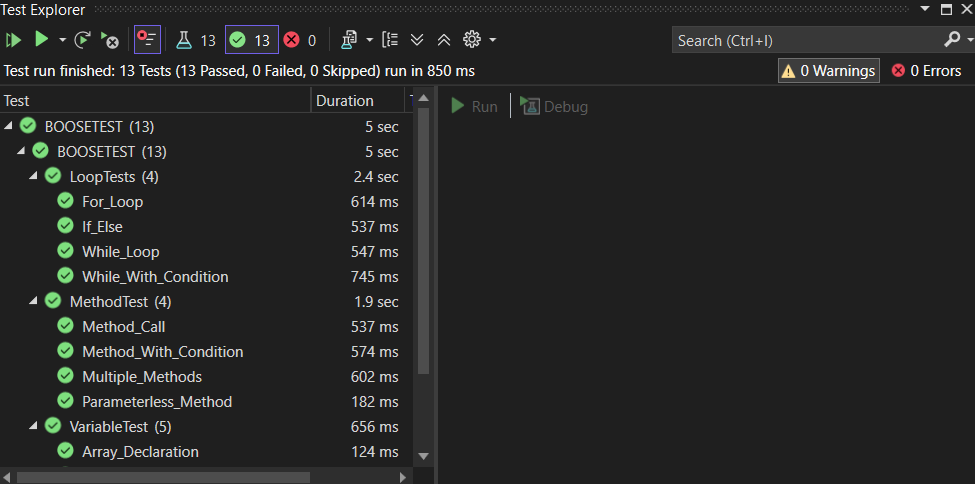 Test Explorer
13 13 0
Search (Ctrl+I)
Test run finished: 13 Tests (13 Passed, 0 Failed, 0 Skipped) run in 850 ms
0 Warnings 0 Errors
Test Duration
Run Debug
BOOSETEST (13) 5 sec
BOOSETEST (13) 5 sec
LoopTests (4) 2.4 sec
For_Loop 614 ms
If_Else 537 ms
While_Loop 547 ms
While_With_Condition 745 ms
MethodTest (4) 1.9 sec
Method_Call 537 ms
Method_With_Condition 574 ms
Multiple_Methods 602 ms
Parameterless_Method 182 ms
VariableTest (5) 656 ms
Array_Declaration 124 ms